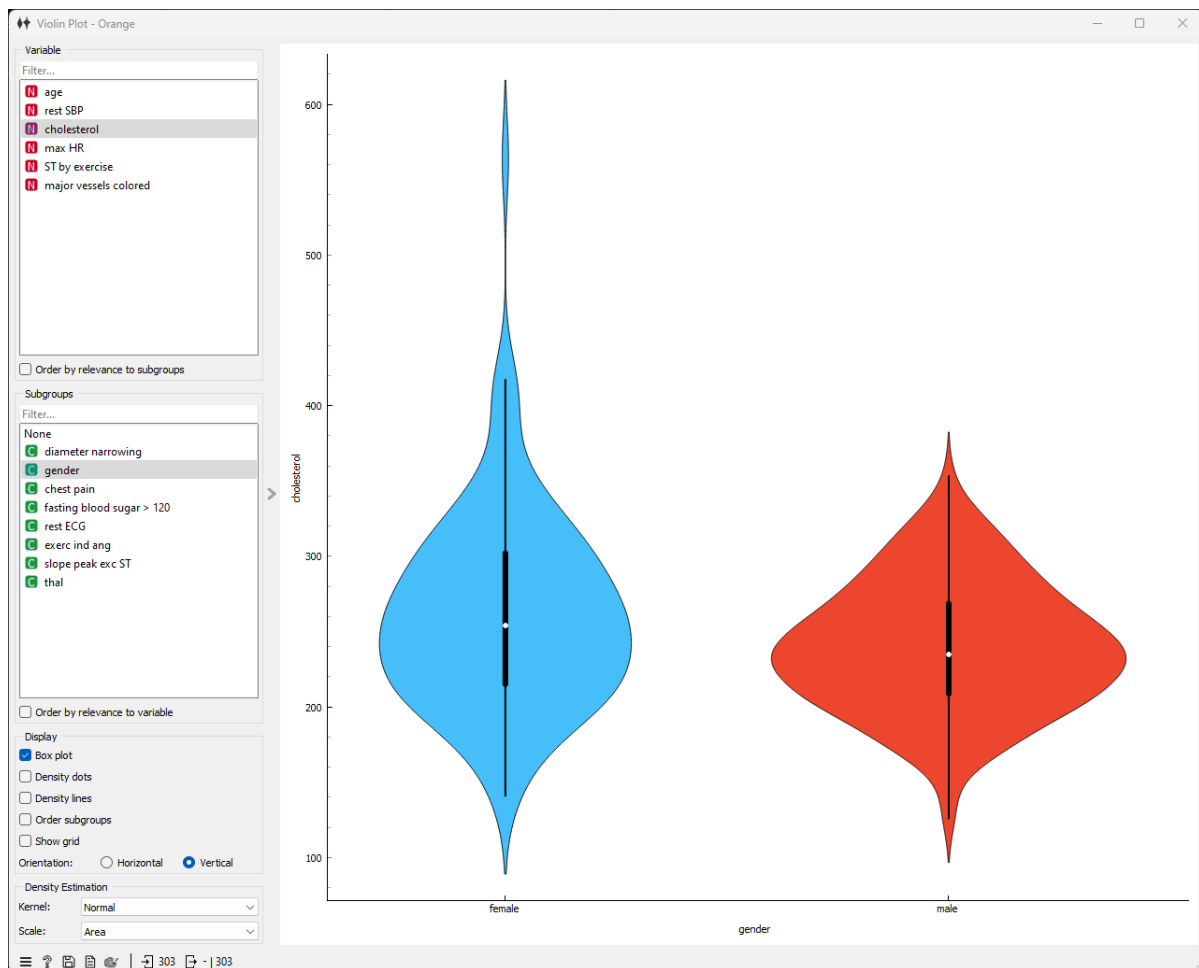 Violin Plot - Orange
Variable
Filter...
N age
N rest SBP
N cholesterol
N max HR
N ST by exercise
N major vessels colored
Order by relevance to subgroups
Subgroups
Filter...
None
C diameter narrowing
C gender
C chest pain
C fasting blood sugar > 120
C rest ECG
C exerc ind ang
C slope peak exc ST
C thal
Order by relevance to variable
Display
Box plot
Density dots
Density lines
Order subgroups
Show grid
Orientation: Horizontal Vertical
Density Estimation
Kernel: Normal
Scale: Area
? 303 - | 303
600
500
400
300
200
100
cholesterol
female male
gender